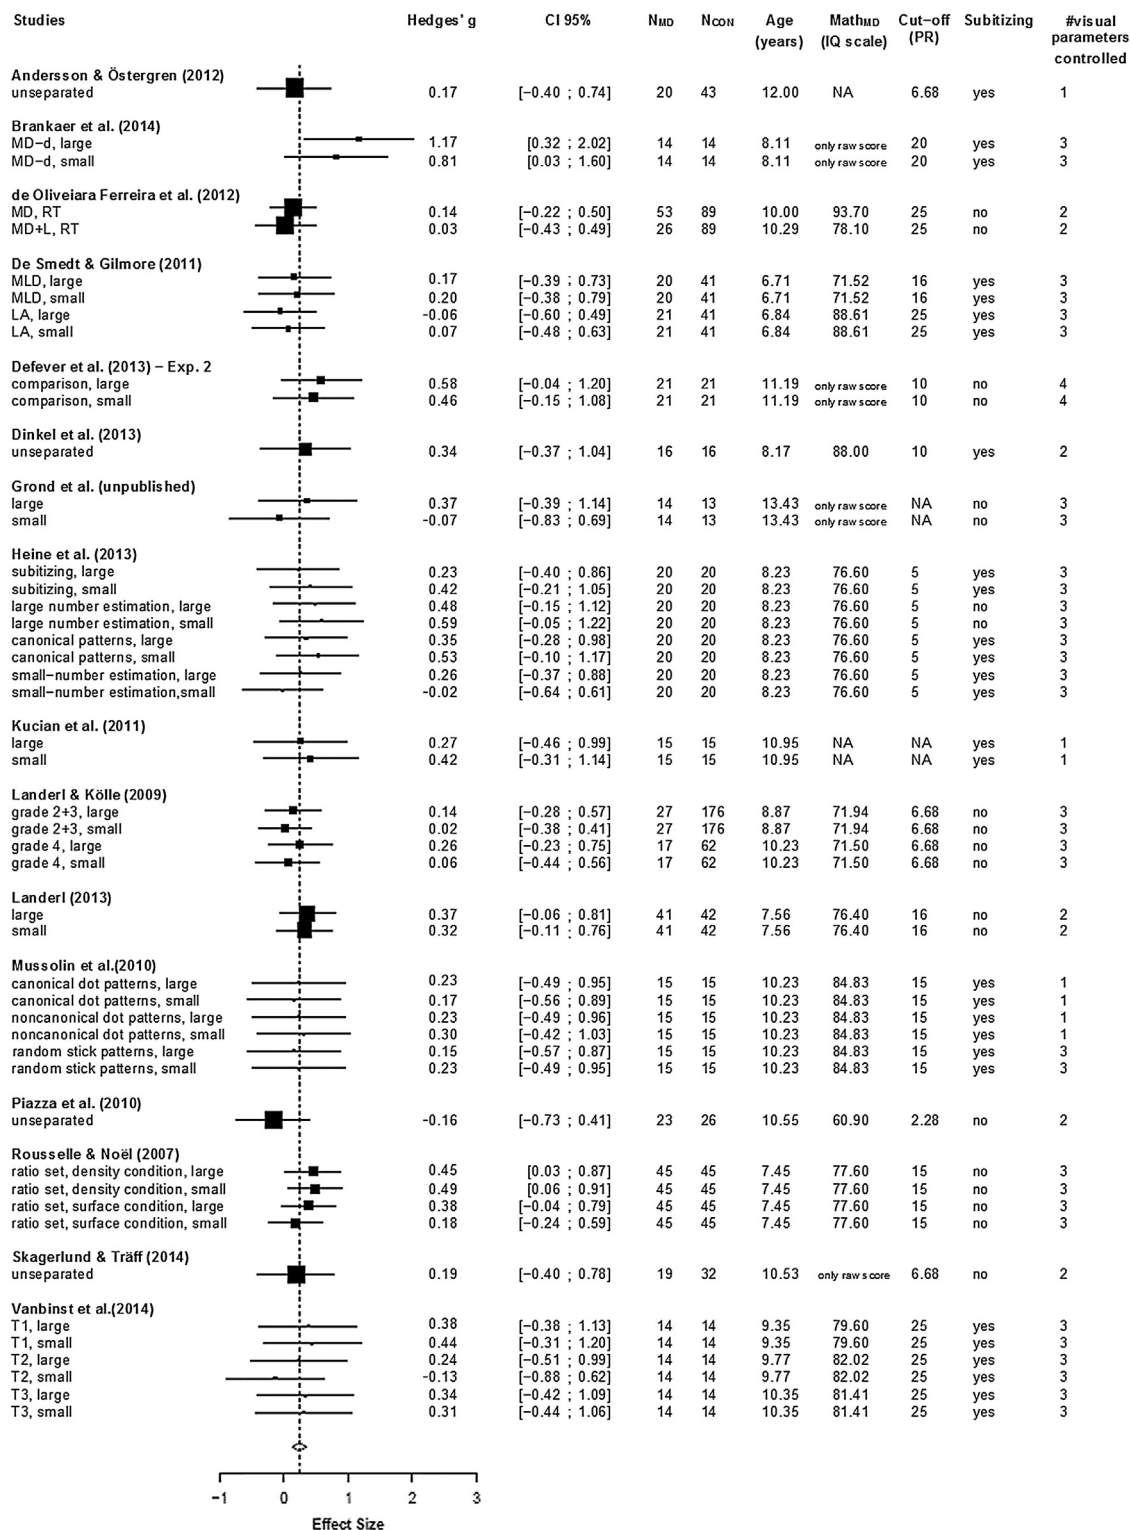 Studies Hedges' g CI 95% NMD NCON Age (years) MathMD (IQ scale) Cut−off (PR) Subitizing #visual parameters controlled
Andersson & Östergren (2012)
unseparated 0.17 [−0.40 ; 0.74] 20 43 12.00 NA 6.68 yes 1
Brankaer et al. (2014)
MD−d, large 1.17 [0.32 ; 2.02] 14 14 8.11 only raw score 20 yes 3
MD−d, small 0.81 [0.03 ; 1.60] 14 14 8.11 only raw score 20 yes 3
de Oliveiara Ferreira et al. (2012)
MD, RT 0.14 [−0.22 ; 0.50] 53 89 10.00 93.70 25 no 2
MD+L, RT 0.03 [−0.43 ; 0.49] 26 89 10.29 78.10 25 no 2
De Smedt & Gilmore (2011)
MLD, large 0.17 [−0.39 ; 0.73] 20 41 6.71 71.52 16 yes 3
MLD, small 0.20 [−0.38 ; 0.79] 20 41 6.71 71.52 16 yes 3
LA, large -0.06 [−0.60 ; 0.49] 21 41 6.84 88.61 25 yes 3
LA, small 0.07 [−0.48 ; 0.63] 21 41 6.84 88.61 25 yes 3
Defever et al. (2013) − Exp. 2
comparison, large 0.58 [−0.04 ; 1.20] 21 21 11.19 only raw score 10 no 4
comparison, small 0.46 [−0.15 ; 1.08] 21 21 11.19 only raw score 10 no 4
Dinkel et al. (2013)
unseparated 0.34 [−0.37 ; 1.04] 16 16 8.17 88.00 10 yes 2
Grond et al. (unpublished)
large 0.37 [−0.39 ; 1.14] 14 13 13.43 only raw score NA no 3
small -0.07 [−0.83 ; 0.69] 14 13 13.43 only raw score NA no 3
Heine et al. (2013)
subitizing, large 0.23 [−0.40 ; 0.86] 20 20 8.23 76.60 5 yes 3
subitizing, small 0.42 [−0.21 ; 1.05] 20 20 8.23 76.60 5 yes 3
large number estimation, large 0.48 [−0.15 ; 1.12] 20 20 8.23 76.60 5 no 3
large number estimation, small 0.59 [−0.05 ; 1.22] 20 20 8.23 76.60 5 no 3
canonical patterns, large 0.35 [−0.28 ; 0.98] 20 20 8.23 76.60 5 yes 3
canonical patterns, small 0.53 [−0.10 ; 1.17] 20 20 8.23 76.60 5 yes 3
small−number estimation, large 0.26 [−0.37 ; 0.88] 20 20 8.23 76.60 5 yes 3
small−number estimation,small -0.02 [−0.64 ; 0.61] 20 20 8.23 76.60 5 yes 3
Kucian et al. (2011)
large 0.27 [−0.46 ; 0.99] 15 15 10.95 NA NA yes 1
small 0.42 [−0.31 ; 1.14] 15 15 10.95 NA NA yes 1
Landerl & Kölle (2009)
grade 2+3, large 0.14 [−0.28 ; 0.57] 27 176 8.87 71.94 6.68 no 3
grade 2+3, small 0.02 [−0.38 ; 0.41] 27 176 8.87 71.94 6.68 no 3
grade 4, large 0.26 [−0.23 ; 0.75] 17 62 10.23 71.50 6.68 no 3
grade 4, small 0.06 [−0.44 ; 0.56] 17 62 10.23 71.50 6.68 no 3
Landerl (2013)
large 0.37 [−0.06 ; 0.81] 41 42 7.56 76.40 16 no 2
small 0.32 [−0.11 ; 0.76] 41 42 7.56 76.40 16 no 2
Mussolin et al.(2010)
canonical dot patterns, large 0.23 [−0.49 ; 0.95] 15 15 10.23 84.83 15 yes 1
canonical dot patterns, small 0.17 [−0.56 ; 0.89] 15 15 10.23 84.83 15 yes 1
noncanonical dot patterns, large 0.23 [−0.49 ; 0.96] 15 15 10.23 84.83 15 yes 1
noncanonical dot patterns, small 0.30 [−0.42 ; 1.03] 15 15 10.23 84.83 15 yes 1
random stick patterns, large 0.15 [−0.57 ; 0.87] 15 15 10.23 84.83 15 yes 3
random stick patterns, small 0.23 [−0.49 ; 0.95] 15 15 10.23 84.83 15 yes 3
Piazza et al. (2010)
unseparated -0.16 [−0.73 ; 0.41] 23 26 10.55 60.90 2.28 no 2
Rousselle & Noël (2007)
ratio set, density condition, large 0.45 [0.03 ; 0.87] 45 45 7.45 77.60 15 no 3
ratio set, density condition, small 0.49 [0.06 ; 0.91] 45 45 7.45 77.60 15 no 3
ratio set, surface condition, large 0.38 [−0.04 ; 0.79] 45 45 7.45 77.60 15 no 3
ratio set, surface condition, small 0.18 [−0.24 ; 0.59] 45 45 7.45 77.60 15 no 3
Skagerlund & Träff (2014)
unseparated 0.19 [−0.40 ; 0.78] 19 32 10.53 only raw score 6.68 no 2
Vanbinst et al.(2014)
T1, large 0.38 [−0.38 ; 1.13] 14 14 9.35 79.60 25 yes 3
T1, small 0.44 [−0.31 ; 1.20] 14 14 9.35 79.60 25 yes 3
T2, large 0.24 [−0.51 ; 0.99] 14 14 9.77 82.02 25 yes 3
T2, small -0.13 [−0.88 ; 0.62] 14 14 9.77 82.02 25 yes 3
T3, large 0.34 [−0.42 ; 1.09] 14 14 10.35 81.41 25 yes 3
T3, small 0.31 [−0.44 ; 1.06] 14 14 10.35 81.41 25 yes 3
−1 0 1 2 3
Effect Size